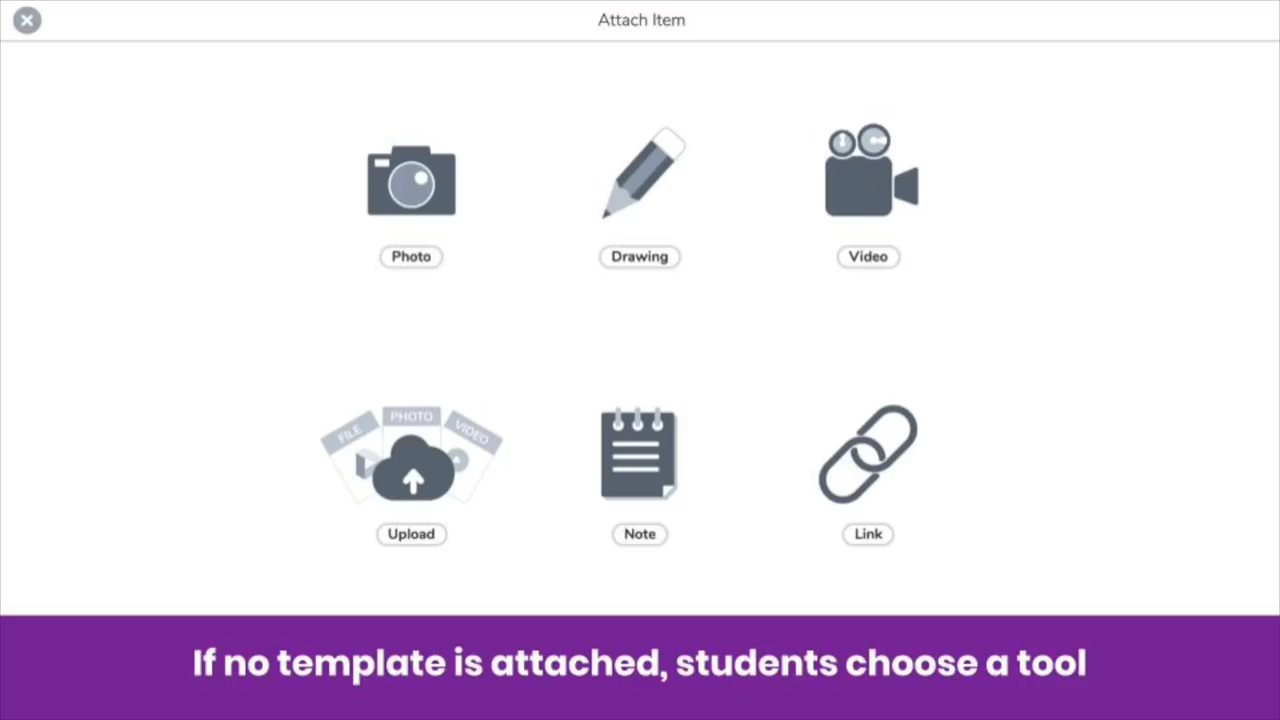 Attach Item
Photo
Drawing
Video
FILE
PHOTO
VIDEO
Upload
Note
Link
If no template is attached, students choose a tool